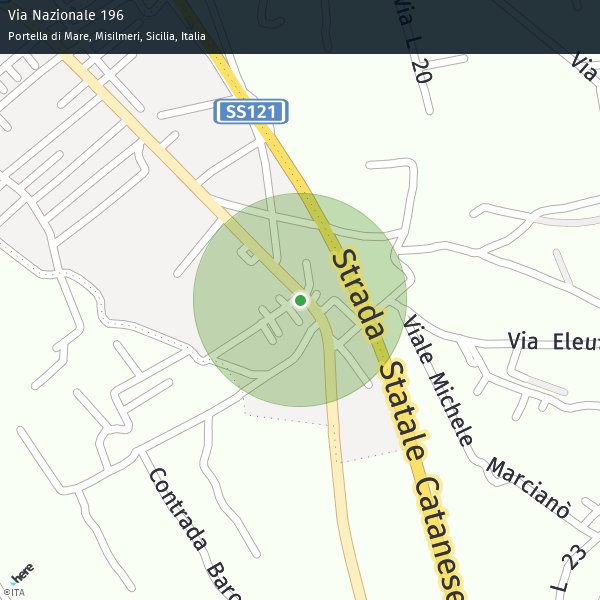 Via Nazionale 196
Portella di Mare, Misilmeri, Sicilia, Italia
Via L 20
Via
SS121
Strada Statale Catanese
Via Eleu
Viale Michele Marcianò
Contrada Baro
L 23
here
©ITA